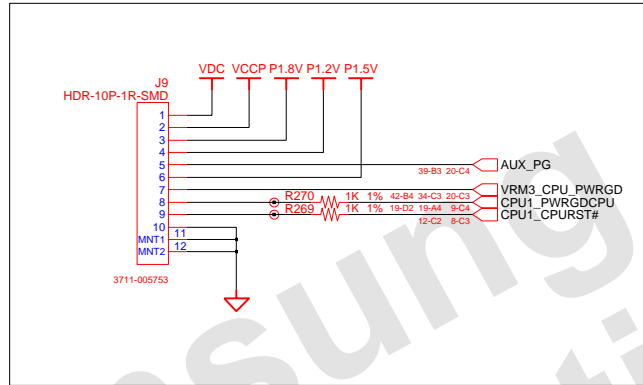 J9
HDR-10P-1R-SMD
VDC VCCP P1.8V P1.2V P1.5V
1
2
3
4
5
39-B3 20-C4
AUX_PG
6
7
VRM3_CPU_PWRGD
8
R270 1K 1% 42-B4 34-C3 20-C3
CPU1_PWRGDCPU
9
R269 1K 1% 19-D2 19-A4 9-C4
CPU1_CPURST#
12-C2 8-C3
10
MNT1 11
MNT2 12
3711-005753
sung